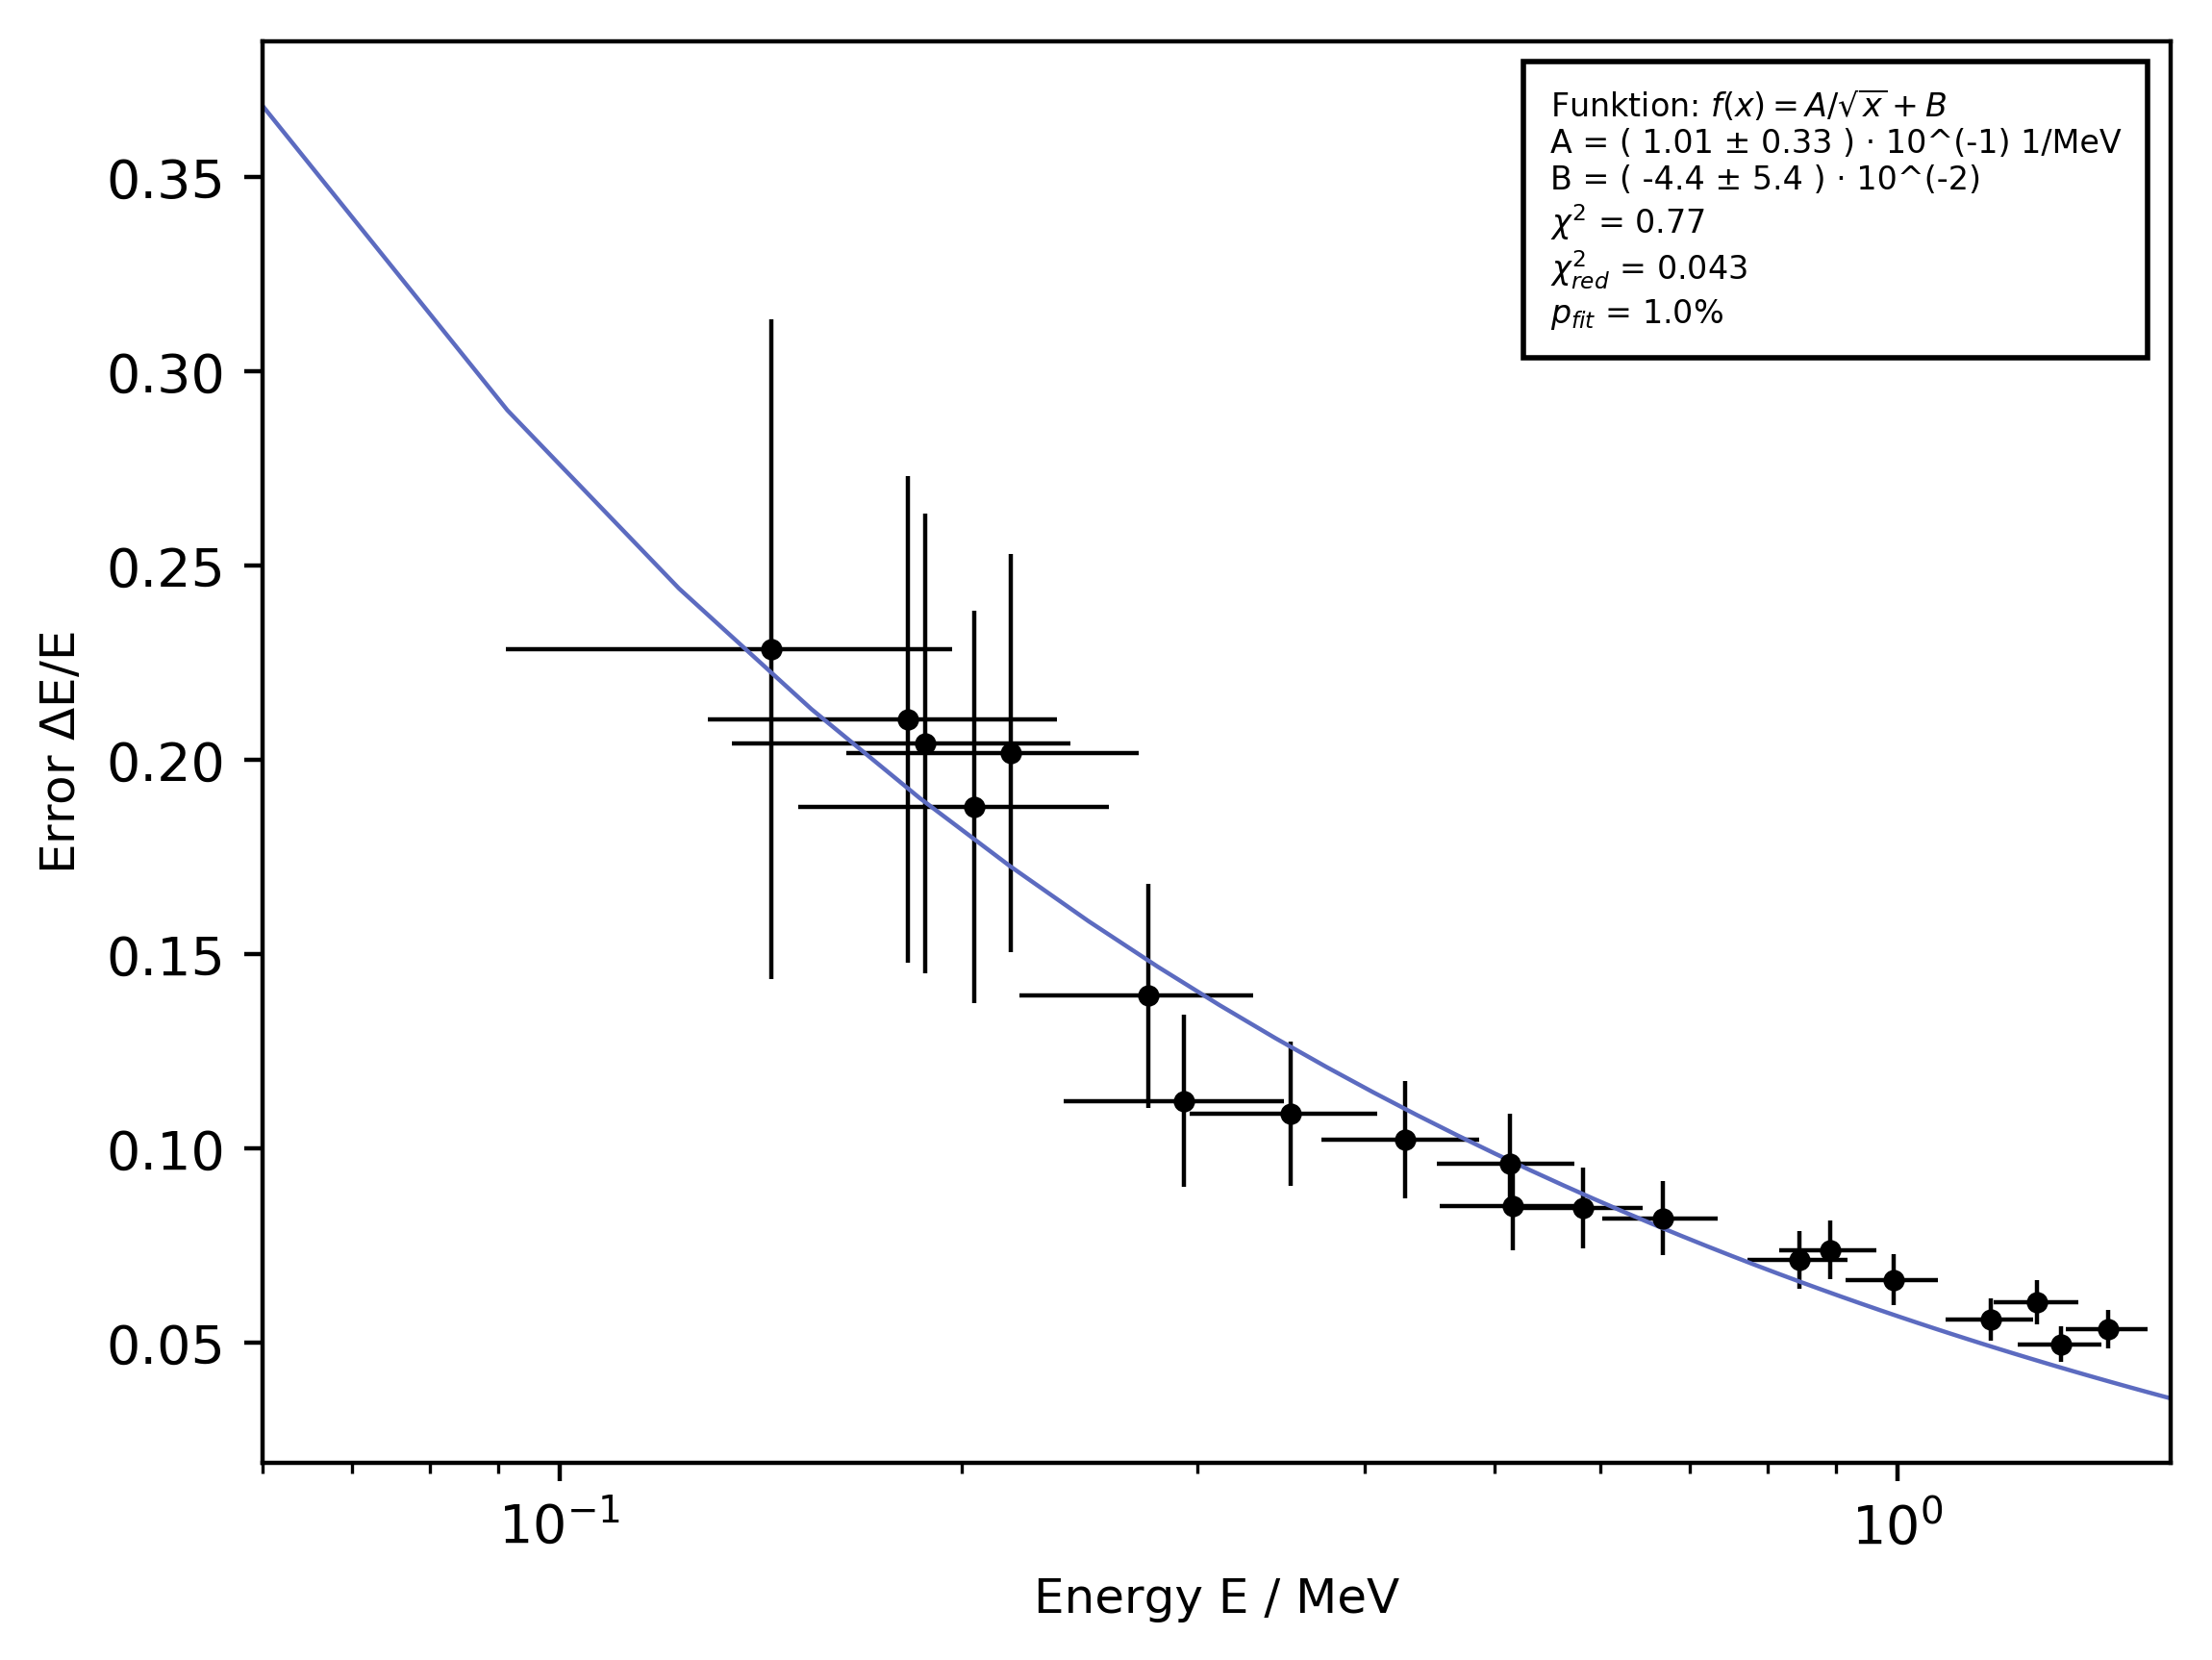 Funktion: f(x) = A/√x + B
A = ( 1.01 ± 0.33 ) · 10^(-1) 1/MeV
B = ( -4.4 ± 5.4 ) · 10^(-2)
χ² = 0.77
χ²_red = 0.043
p_fit = 1.0%
0.35
0.30
0.25
0.20
0.15
0.10
0.05
Error ΔE/E
10⁻¹ 10⁰
Energy E / MeV